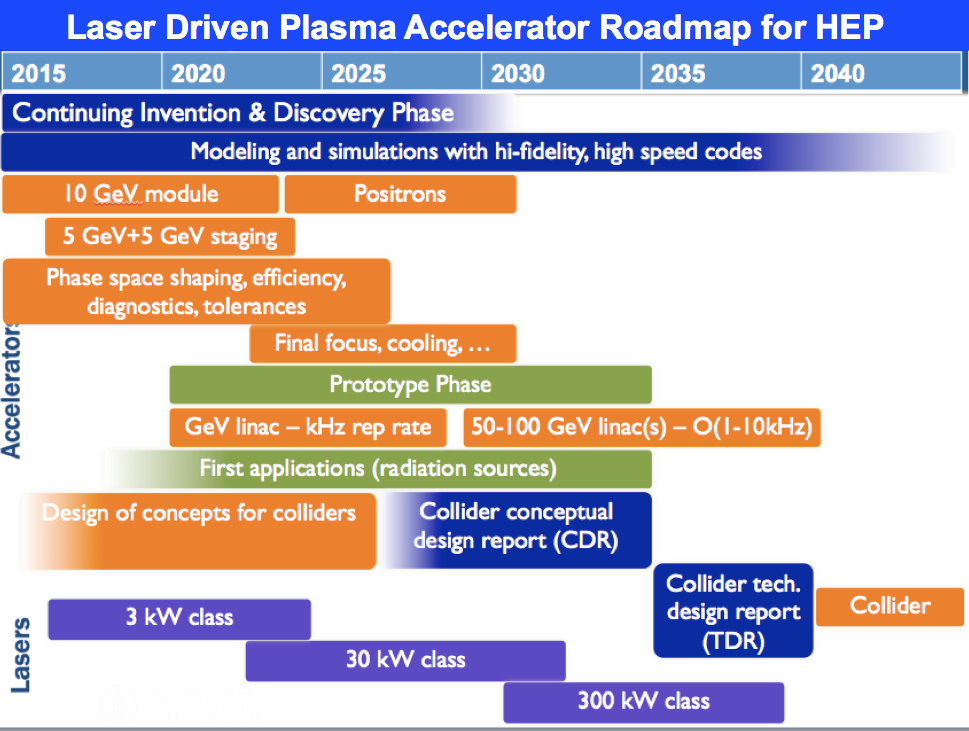 Laser Driven Plasma Accelerator Roadmap for HEP
2015 2020 2025 2030 2035 2040
Continuing Invention & Discovery Phase
Modeling and simulations with hi-fidelity, high speed codes
10 GeV module
Positrons
5 GeV+5 GeV staging
Phase space shaping, efficiency,
diagnostics, tolerances
Final focus, cooling, …
Prototype Phase
GeV linac – kHz rep rate
50-100 GeV linac(s) – O(1-10kHz)
First applications (radiation sources)
Design of concepts for colliders
Collider conceptual
design report (CDR)
Collider tech.
design report
(TDR)
Collider
Accelerators
3 kW class
30 kW class
300 kW class
Lasers